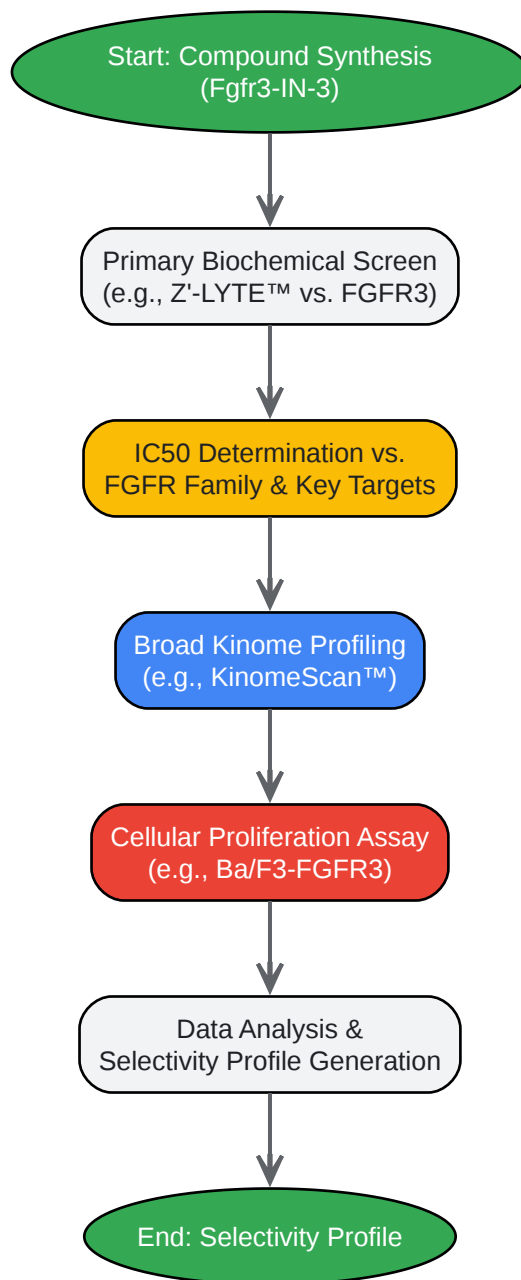 Start: Compound Synthesis
(Fgfr3-IN-3)
Primary Biochemical Screen
(e.g., Z'-LYTE™ vs. FGFR3)
IC50 Determination vs.
FGFR Family & Key Targets
Broad Kinome Profiling
(e.g., KinomeScan™)
Cellular Proliferation Assay
(e.g., Ba/F3-FGFR3)
Data Analysis &
Selectivity Profile Generation
End: Selectivity Profile